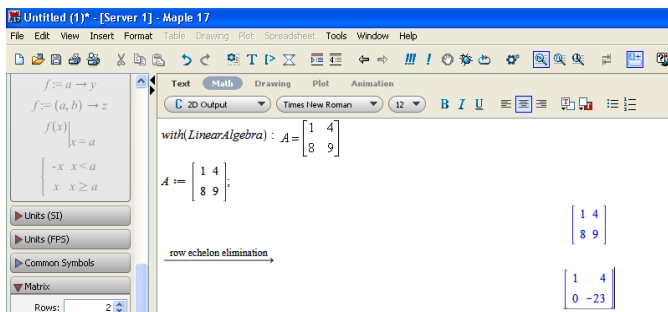 Untitled (1)* - [Server 1] - Maple 17
File Edit View Insert Format Table Drawing Plot Spreadsheet Tools Window Help
Text Math Drawing Plot Animation
C 2D Output Times New Roman 12 B I U
f := a → y
f := (a, b) → z
f(x)|x = a
{ -x x < a
x x ≥ a
Units (SI)
Units (FPS)
Common Symbols
Matrix
Rows: 2
with(LinearAlgebra) : A = [1 4
8 9]
A := [1 4
8 9];
[1 4
8 9]
row echelon elimination
[1 4
0 -23]